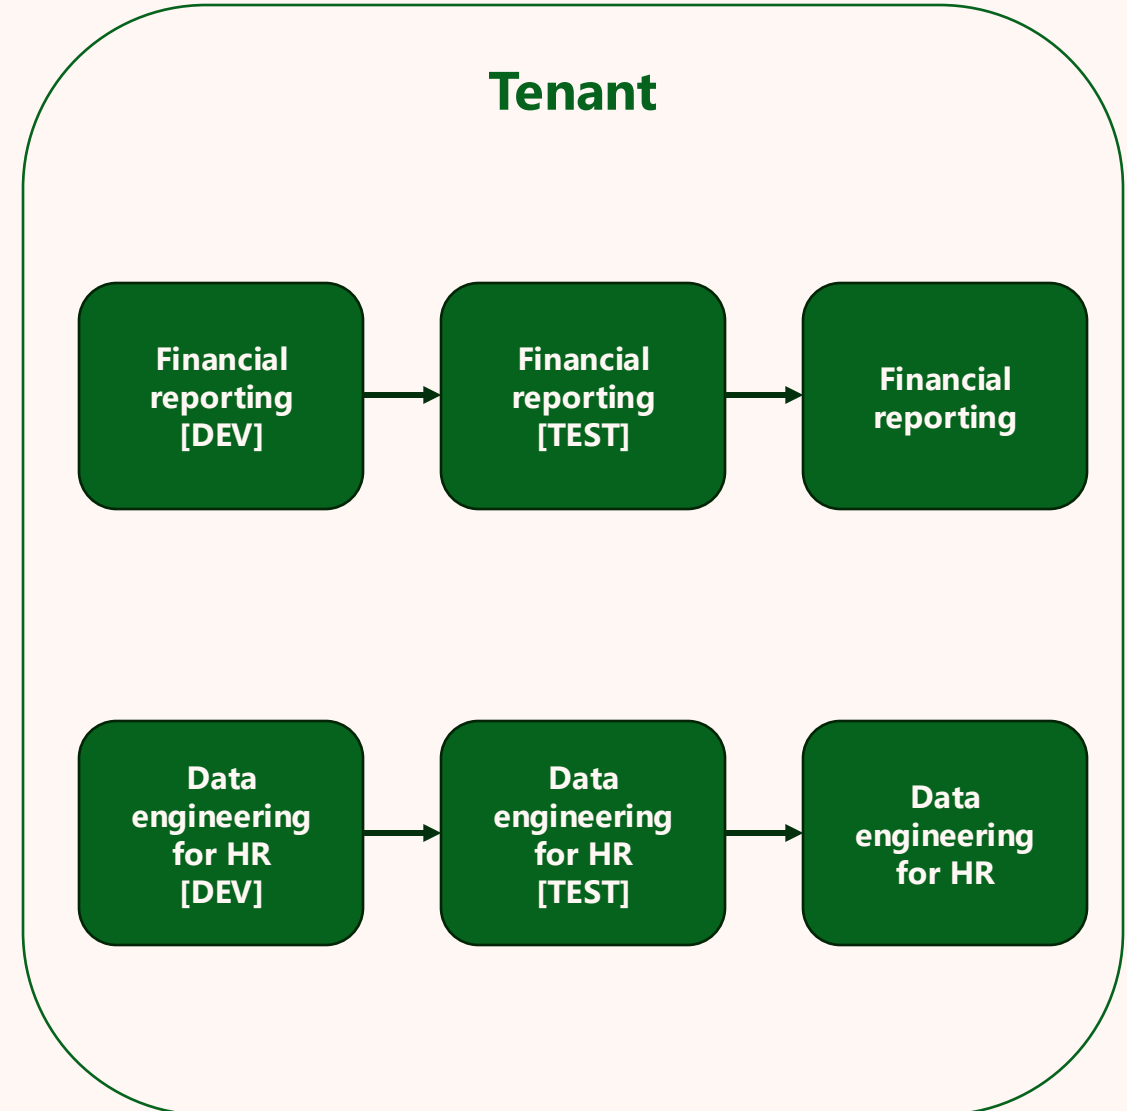 Tenant
Financial
reporting
[DEV]
Financial
reporting
[TEST]
Financial
reporting
Data
engineering
for HR
[DEV]
Data
engineering
for HR
[TEST]
Data
engineering
for HR